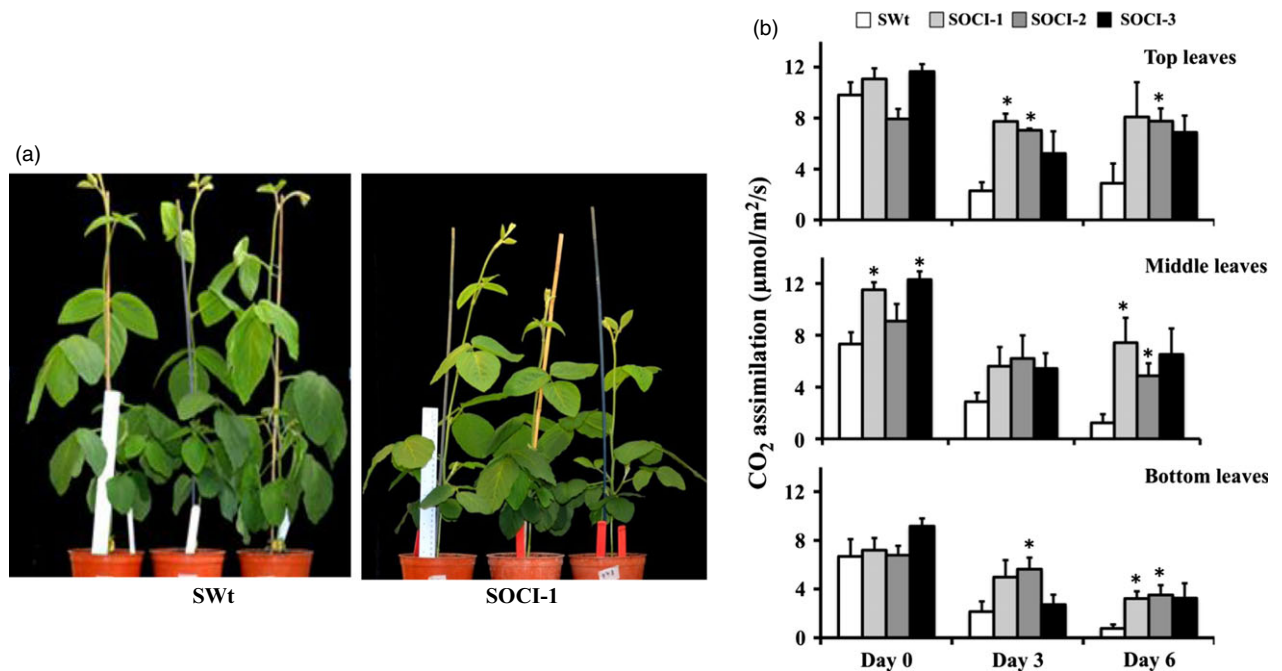 (a)
SWt
SOCI-1
(b)
SWt SOCI-1 SOCI-2 SOCI-3
CO2 assimilation (μmol/m²/s)
Top leaves
12
8
4
0
* * *
Middle leaves
12
8
4
0
* * * *
Bottom leaves
12
8
4
0
* * *
Day 0 Day 3 Day 6